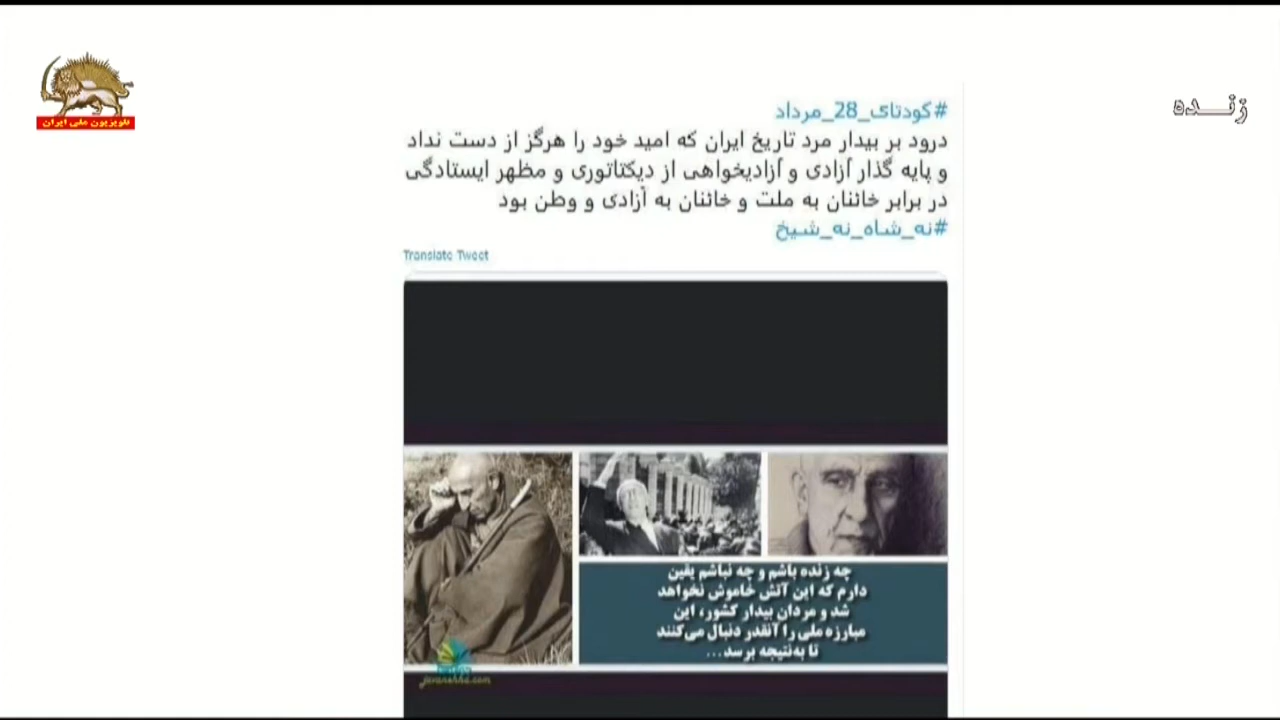 تلویزیون ملی ایران
زنده
#کودتای_28_مرداد
درود بر بیدار مرد تاریخ ایران که امید خود را هرگز از دست نداد
و پایه گذار آزادی و آزادیخواهی از دیکتاتوری و مظهر ایستادگی
در برابر خائنان به ملت و خائنان به آزادی و وطن بود
#نه_شاه_نه_شیخ
Translate Tweet
چه زنده باشم و چه نباشم یقین
دارم که این آتش خاموش نخواهد
شد و مردان بیدار کشور، این
مبارزه ملی را آنقدر دنبال می‌کنند
تا به‌نتیجه برسد...